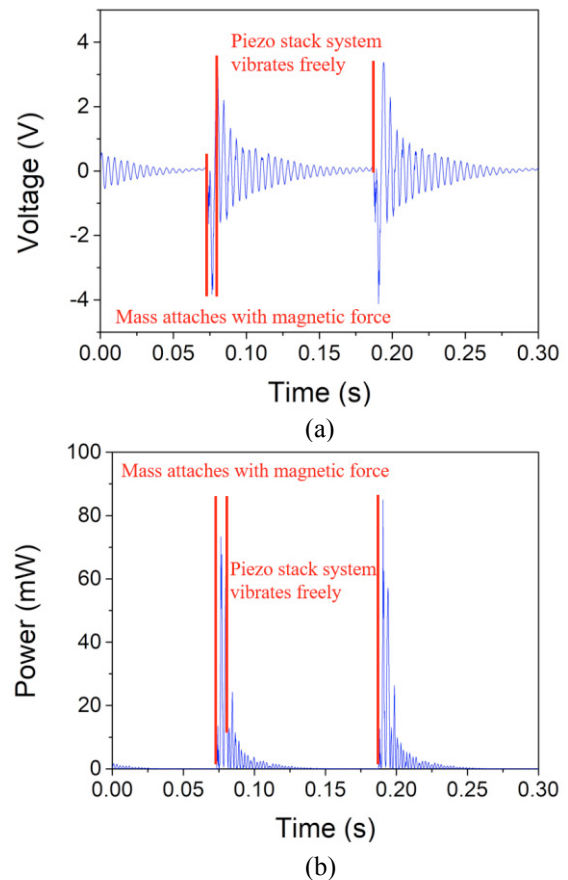 Piezo stack system
vibrates freely
4
2
0
-2
-4
Voltage (V)
Mass attaches with magnetic force
0.00 0.05 0.10 0.15 0.20 0.25 0.30
Time (s)
(a)
100
80
60
40
20
0
Power (mW)
Mass attaches with magnetic force
Piezo stack system
vibrates freely
0.00 0.05 0.10 0.15 0.20 0.25 0.30
Time (s)
(b)